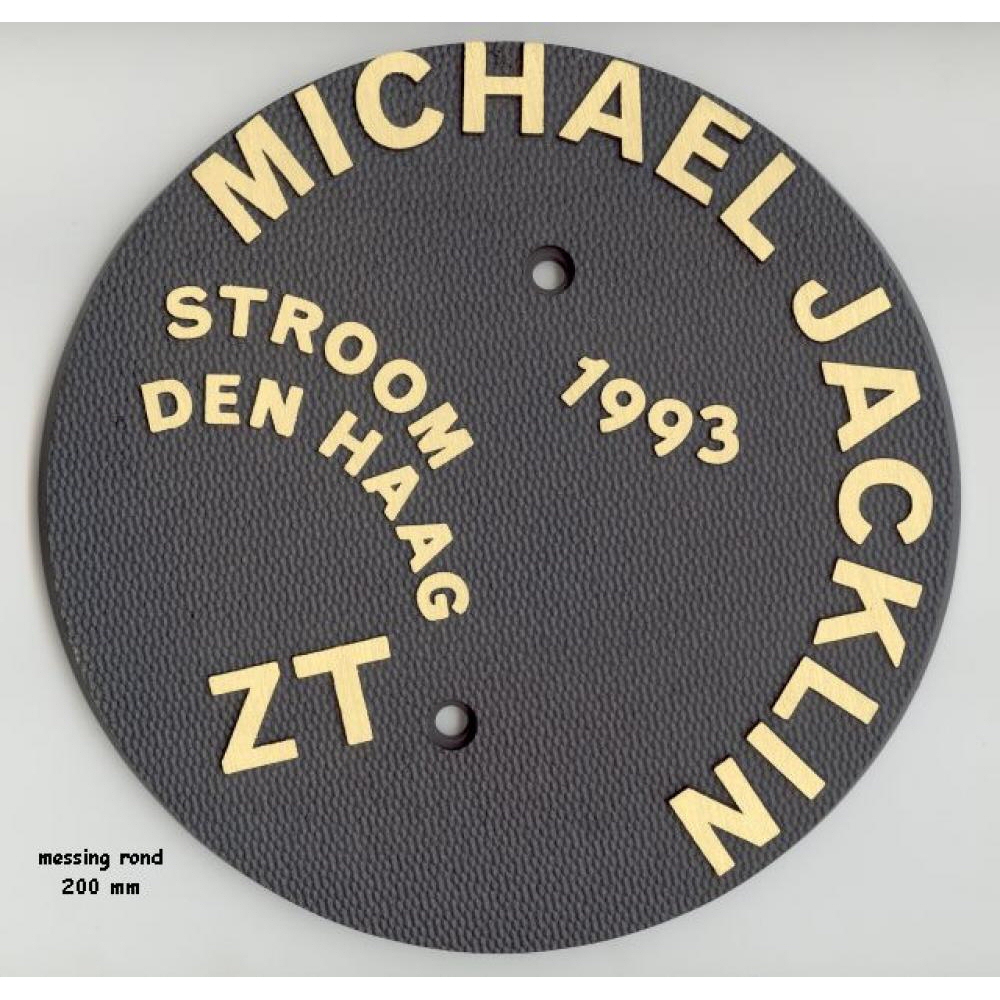 MICHAEL JACKLIN
STROOM
DEN HAAG
1993
ZT
messing rond
200 mm